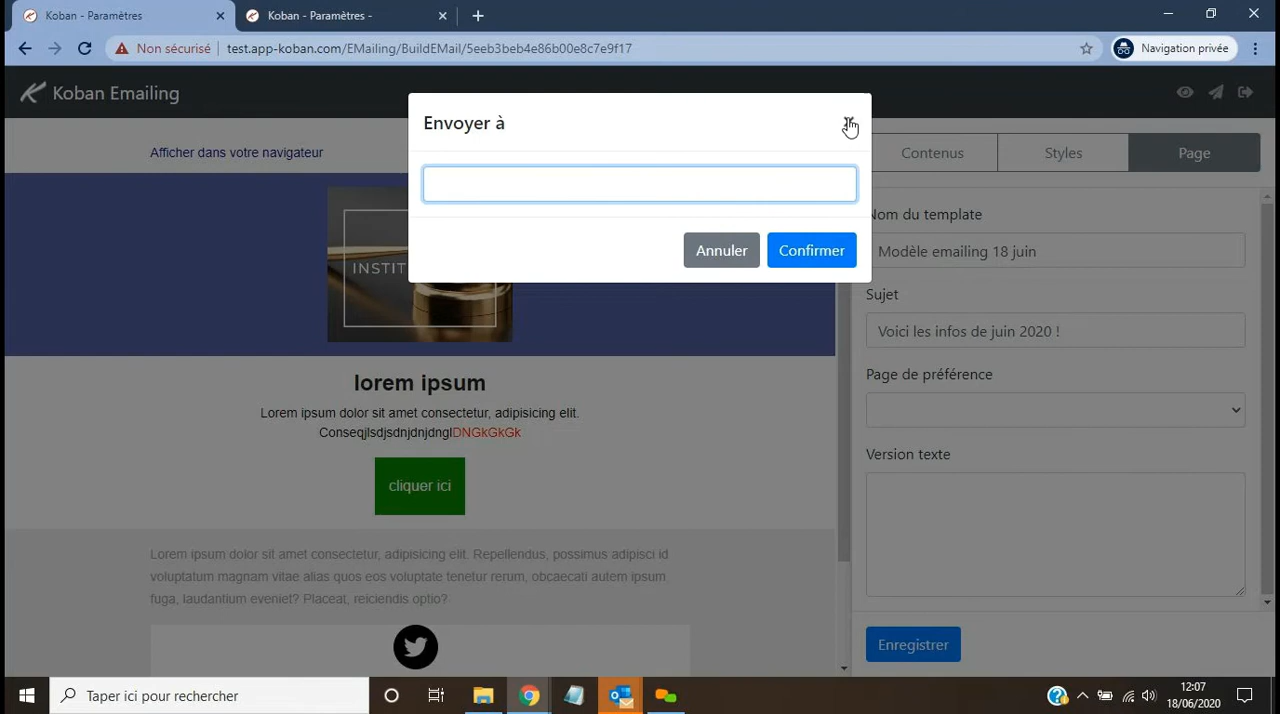 Koban - Paramètres
Koban - Paramètres -
Non sécurisé
test.app-koban.com/EMailing/BuildEMail/5eeb3beb4e86b00e8c7e9f17
Navigation privée
Koban Emailing
Envoyer à
Annuler
Confirmer
Afficher dans votre navigateur
INSTIT
lorem ipsum
Lorem ipsum dolor sit amet consectetur, adipisicing elit.
ConseqjlsdjsdnjdnjdnglDNGkGkGk
cliquer ici
Lorem ipsum dolor sit amet consectetur, adipisicing elit. Repellendus, possimus adipisci id
voluptatum magnam vitae alias quos eos voluptate tenetur rerum, obcaecati autem ipsum
fuga, laudantium eveniet? Placeat, reiciendis optio?
Contenus
Styles
Page
Nom du template
Modèle emailing 18 juin
Sujet
Voici les infos de juin 2020 !
Page de préférence
Version texte
Enregistrer
Taper ici pour rechercher
12:07
18/06/2020